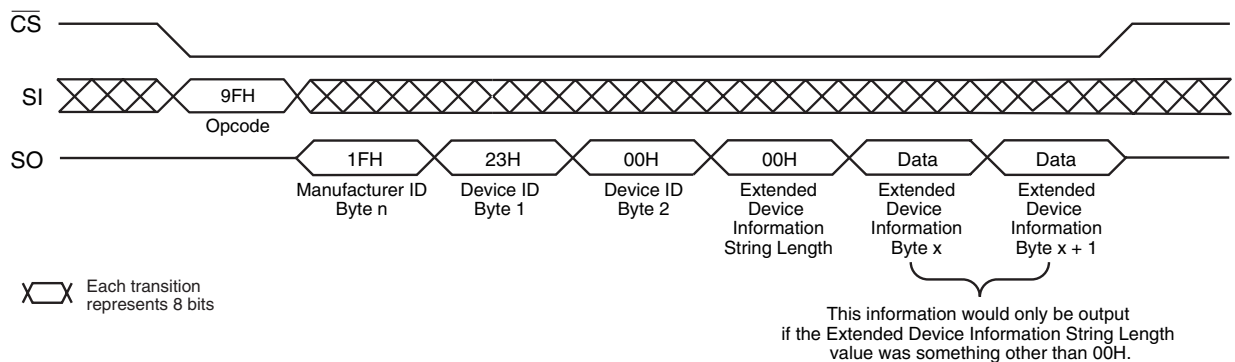 CS
SI
9FH
Opcode
SO
1FH
23H
00H
00H
Data
Data
Manufacturer ID
Byte n
Device ID
Byte 1
Device ID
Byte 2
Extended
Device
Information
String Length
Extended
Device
Information
Byte x
Extended
Device
Information
Byte x + 1
Each transition
represents 8 bits
This information would only be output
if the Extended Device Information String Length
value was something other than 00H.